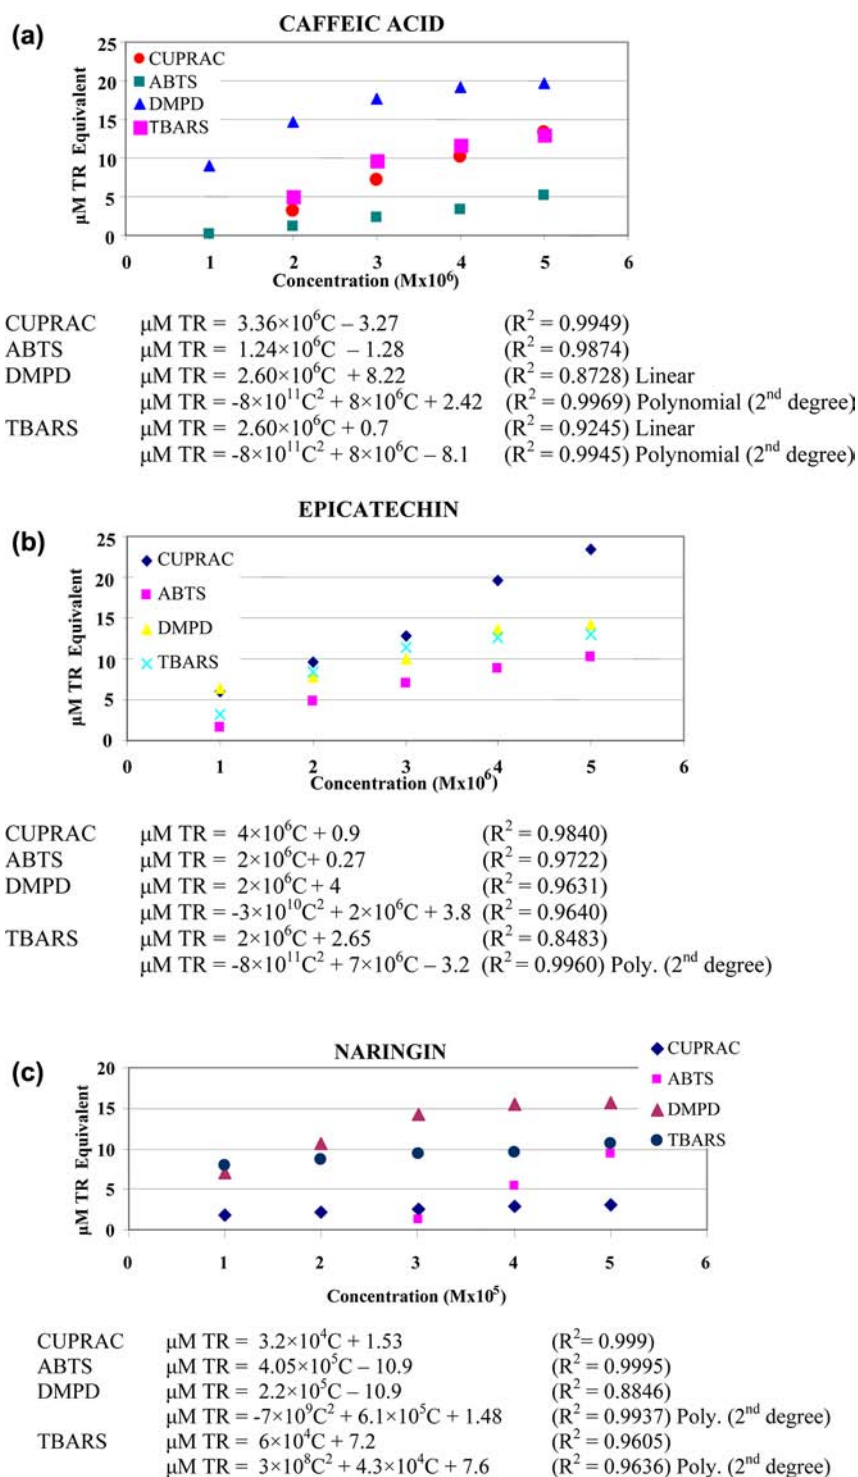 (a)
CAFFEIC ACID
25
20
15
10
5
0
µM TR Equivalent
CUPRAC
ABTS
DMPD
TBARS
0 1 2 3 4 5 6
Concentration (Mx10⁶)
CUPRAC µM TR = 3.36×10⁶C – 3.27 (R² = 0.9949)
ABTS µM TR = 1.24×10⁶C – 1.28 (R² = 0.9874)
DMPD µM TR = 2.60×10⁶C + 8.22 (R² = 0.8728) Linear
µM TR = -8×10¹¹C² + 8×10⁶C + 2.42 (R² = 0.9969) Polynomial (2ⁿᵈ degree)
TBARS µM TR = 2.60×10⁶C + 0.7 (R² = 0.9245) Linear
µM TR = -8×10¹¹C² + 8×10⁶C – 8.1 (R² = 0.9945) Polynomial (2ⁿᵈ degree)
(b)
EPICATECHIN
25
20
15
10
5
0
µM TR Equivalent
CUPRAC
ABTS
DMPD
TBARS
0 1 2 3 4 5 6
Concentration (Mx10⁶)
CUPRAC µM TR = 4×10⁶C + 0.9 (R² = 0.9840)
ABTS µM TR = 2×10⁶C+ 0.27 (R² = 0.9722)
DMPD µM TR = 2×10⁶C + 4 (R² = 0.9631)
µM TR = -3×10¹⁰C² + 2×10⁶C + 3.8 (R² = 0.9640)
TBARS µM TR = 2×10⁶C + 2.65 (R² = 0.8483)
µM TR = -8×10¹¹C² + 7×10⁶C – 3.2 (R² = 0.9960) Poly. (2ⁿᵈ degree)
(c)
NARINGIN
20
15
10
5
0
µM TR Equivalent
CUPRAC
ABTS
DMPD
TBARS
0 1 2 3 4 5 6
Concentration (Mx10⁵)
CUPRAC µM TR = 3.2×10⁴C + 1.53 (R²= 0.999)
ABTS µM TR = 4.05×10⁵C – 10.9 (R² = 0.9995)
DMPD µM TR = 2.2×10⁵C – 10.9 (R² = 0.8846)
µM TR = -7×10⁹C² + 6.1×10⁵C + 1.48 (R² = 0.9937) Poly. (2ⁿᵈ degree)
TBARS µM TR = 6×10⁴C + 7.2 (R² = 0.9605)
µM TR = 3×10⁸C² + 4.3×10⁴C + 7.6 (R² = 0.9636) Poly. (2ⁿᵈ degree)